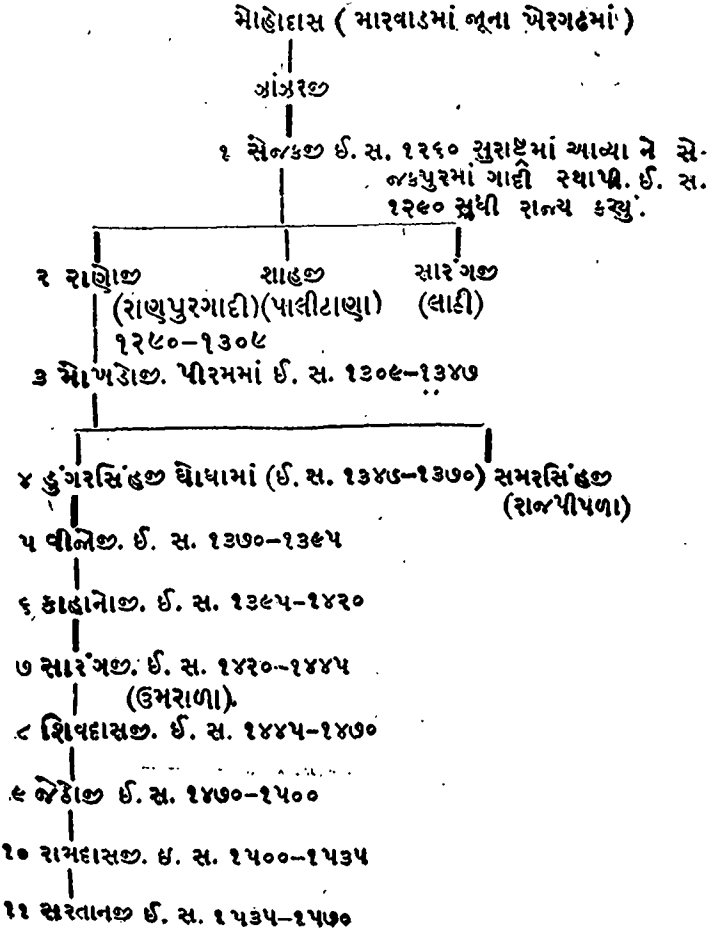 મોહોદાસ ( મારવાડમાં જૂના ખેરગઢમાં )
ઝાંઝરજી
૧ સેજકજી ઈ. સ. ૧૨૬૦ સુરાષ્ટ્રમાં આવ્યા ને સે-
જકપુરમાં ગાદી સ્થાપી. ઈ. સ.
૧૨૯૦ સુધી રાજ્ય કર્યું.
૨ રાણોજી શાહજી સારંગજી
(રાણપુરગાદી) (પાલીટાણા) (લાઠી)
૧૨૯૦–૧૩૦૯
૩ મોખડોજી. પીરમમાં ઈ. સ. ૧૩૦૯–૧૩૪૭
૪ ડુંગરસિંહજી ઘોઘામાં (ઈ. સ. ૧૩૪૭–૧૩૭૦) સમરસિંહજી
(રાજપીપળા)
૫ વીજોજી. ઈ. સ. ૧૩૭૦–૧૩૯૫
૬ કાહાનોજી. ઈ. સ. ૧૩૯૫–૧૪૨૦
૭ સારંગજી. ઈ. સ. ૧૪૨૦–૧૪૪૫
(ઉમરાળા).
૮ શિવદાસજી. ઈ. સ. ૧૪૪૫–૧૪૭૦
૯ જેઠોજી ઈ. સ. ૧૪૭૦–૧૫૦૦
૧૦ રામદાસજી. ઇ. સ. ૧૫૦૦–૧૫૩૫
૧૧ સરતાનજી ઈ. સ. ૧૫૩૫–૧૫૭૦